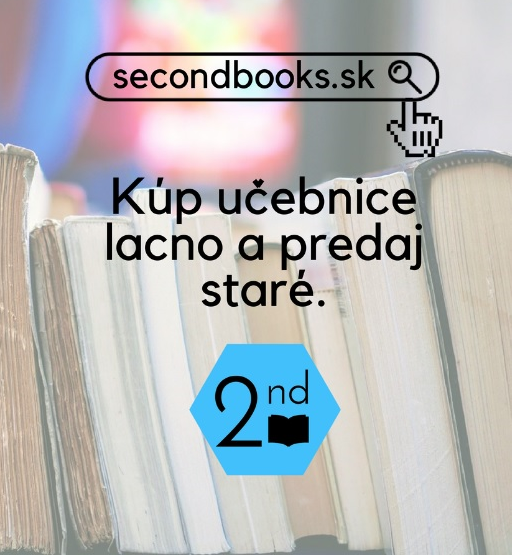 secondbooks.sk
Kúp učebnice
lacno a predaj
staré.
2nd